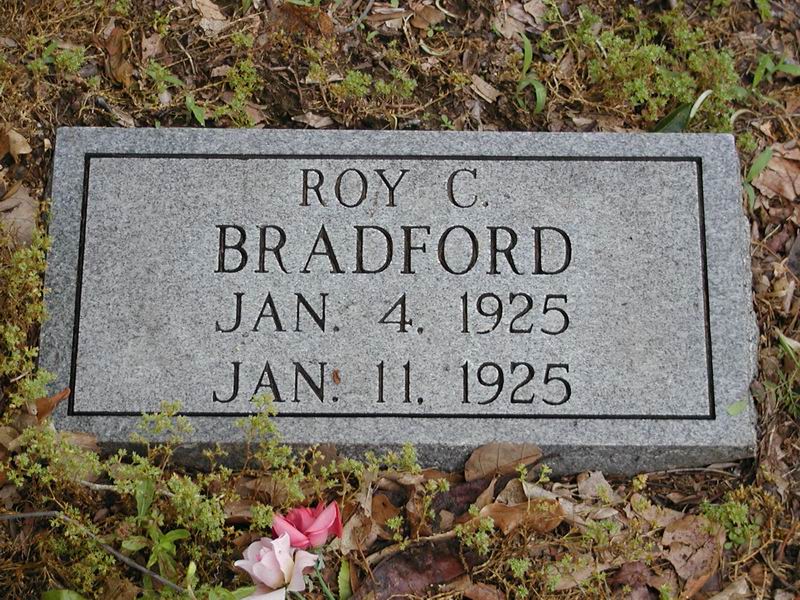 ROY C.
BRADFORD
JAN. 4, 1925
JAN. 11, 1925